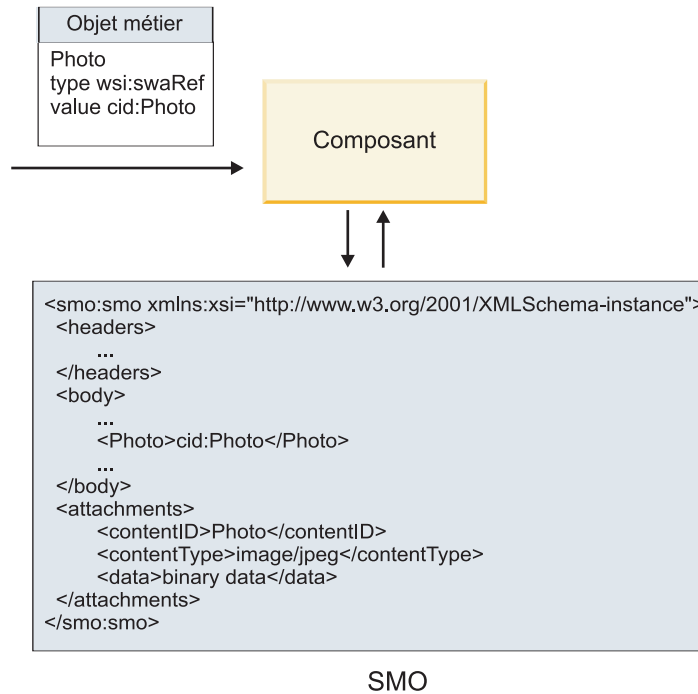 Objet métier
Photo
type wsi:swaRef
value cid:Photo
Composant
<smo:smo xmlns:xsi="http://www.w3.org/2001/XMLSchema-instance">
<headers>
...
</headers>
<body>
...
<Photo>cid:Photo</Photo>
...
</body>
<attachments>
<contentID>Photo</contentID>
<contentType>image/jpeg</contentType>
<data>binary data</data>
</attachments>
</smo:smo>
SMO